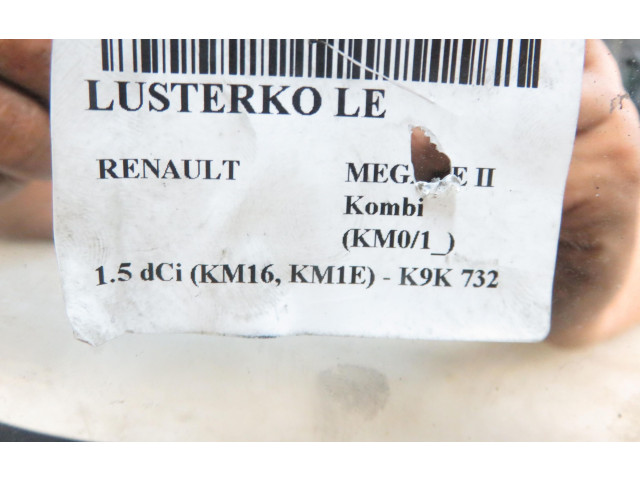 LUSTERKO LE
RENAULT MEG E II
Kombi
(KM0/1_)
1.5 dCi (KM16, KM1E) - K9K 732